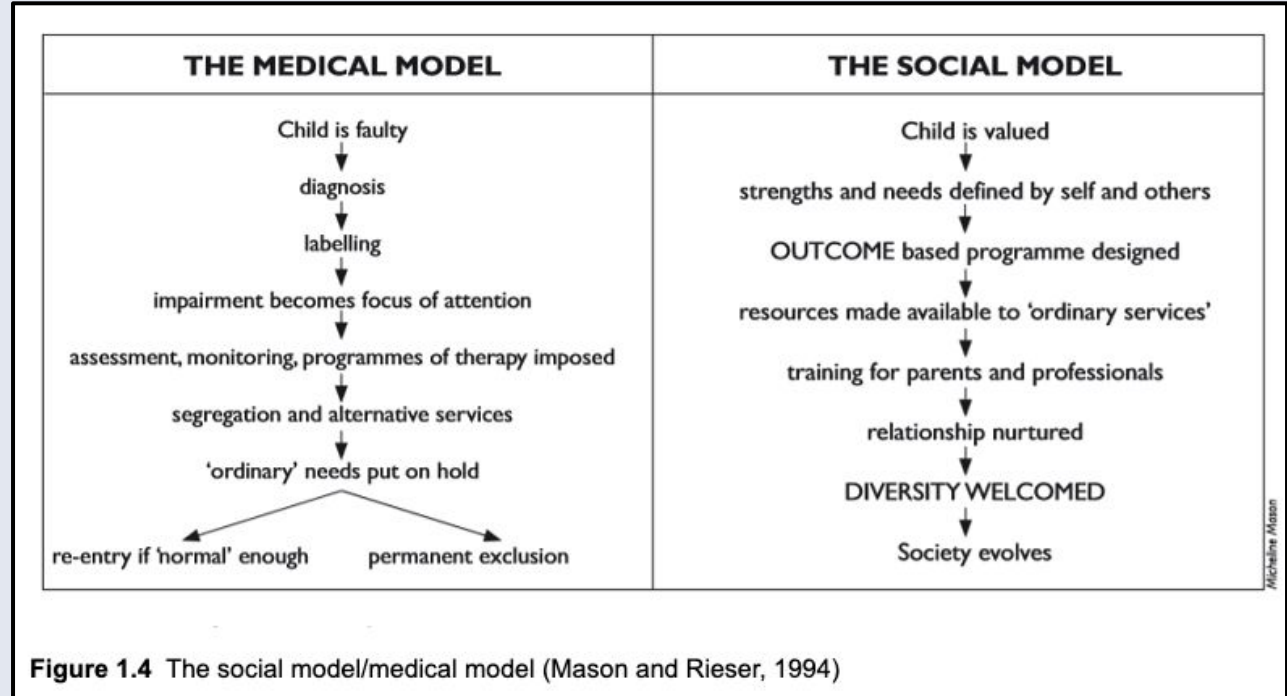 THE MEDICAL MODEL
Child is faulty
diagnosis
labelling
impairment becomes focus of attention
assessment, monitoring, programmes of therapy imposed
segregation and alternative services
‘ordinary’ needs put on hold
re-entry if ‘normal’ enough
permanent exclusion
THE SOCIAL MODEL
Child is valued
strengths and needs defined by self and others
OUTCOME based programme designed
resources made available to ‘ordinary services’
training for parents and professionals
relationship nurtured
DIVERSITY WELCOMED
Society evolves
Micheline Mason
Figure 1.4 The social model/medical model (Mason and Rieser, 1994)